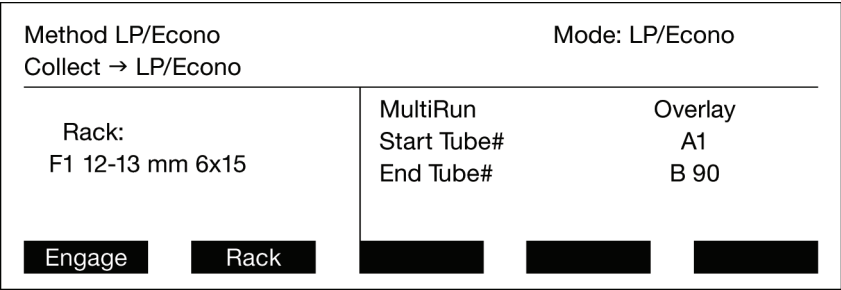 Method LP/Econo Mode: LP/Econo
Collect → LP/Econo
Rack:
F1 12-13 mm 6x15
MultiRun Overlay
Start Tube# A1
End Tube# B 90
Engage Rack